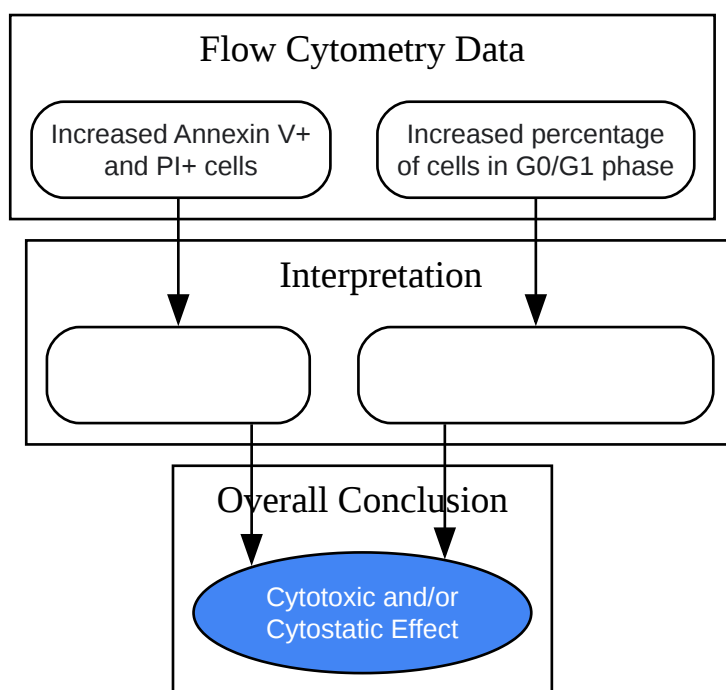 Flow Cytometry Data
Increased Annexin V+
and PI+ cells
Increased percentage
of cells in G0/G1 phase
Interpretation
Overall Conclusion
Cytotoxic and/or
Cytostatic Effect